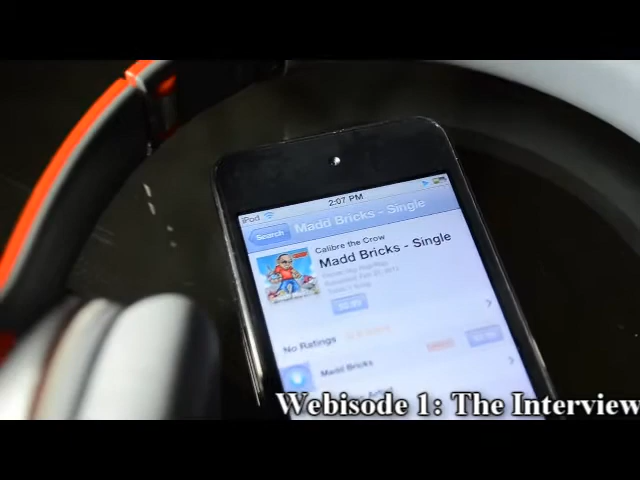 iPod
2:07 PM
Search
Madd Bricks - Single
Calibre the Crow
Madd Bricks - Single
No Ratings
Madd Bricks
Webisode 1: The Interview